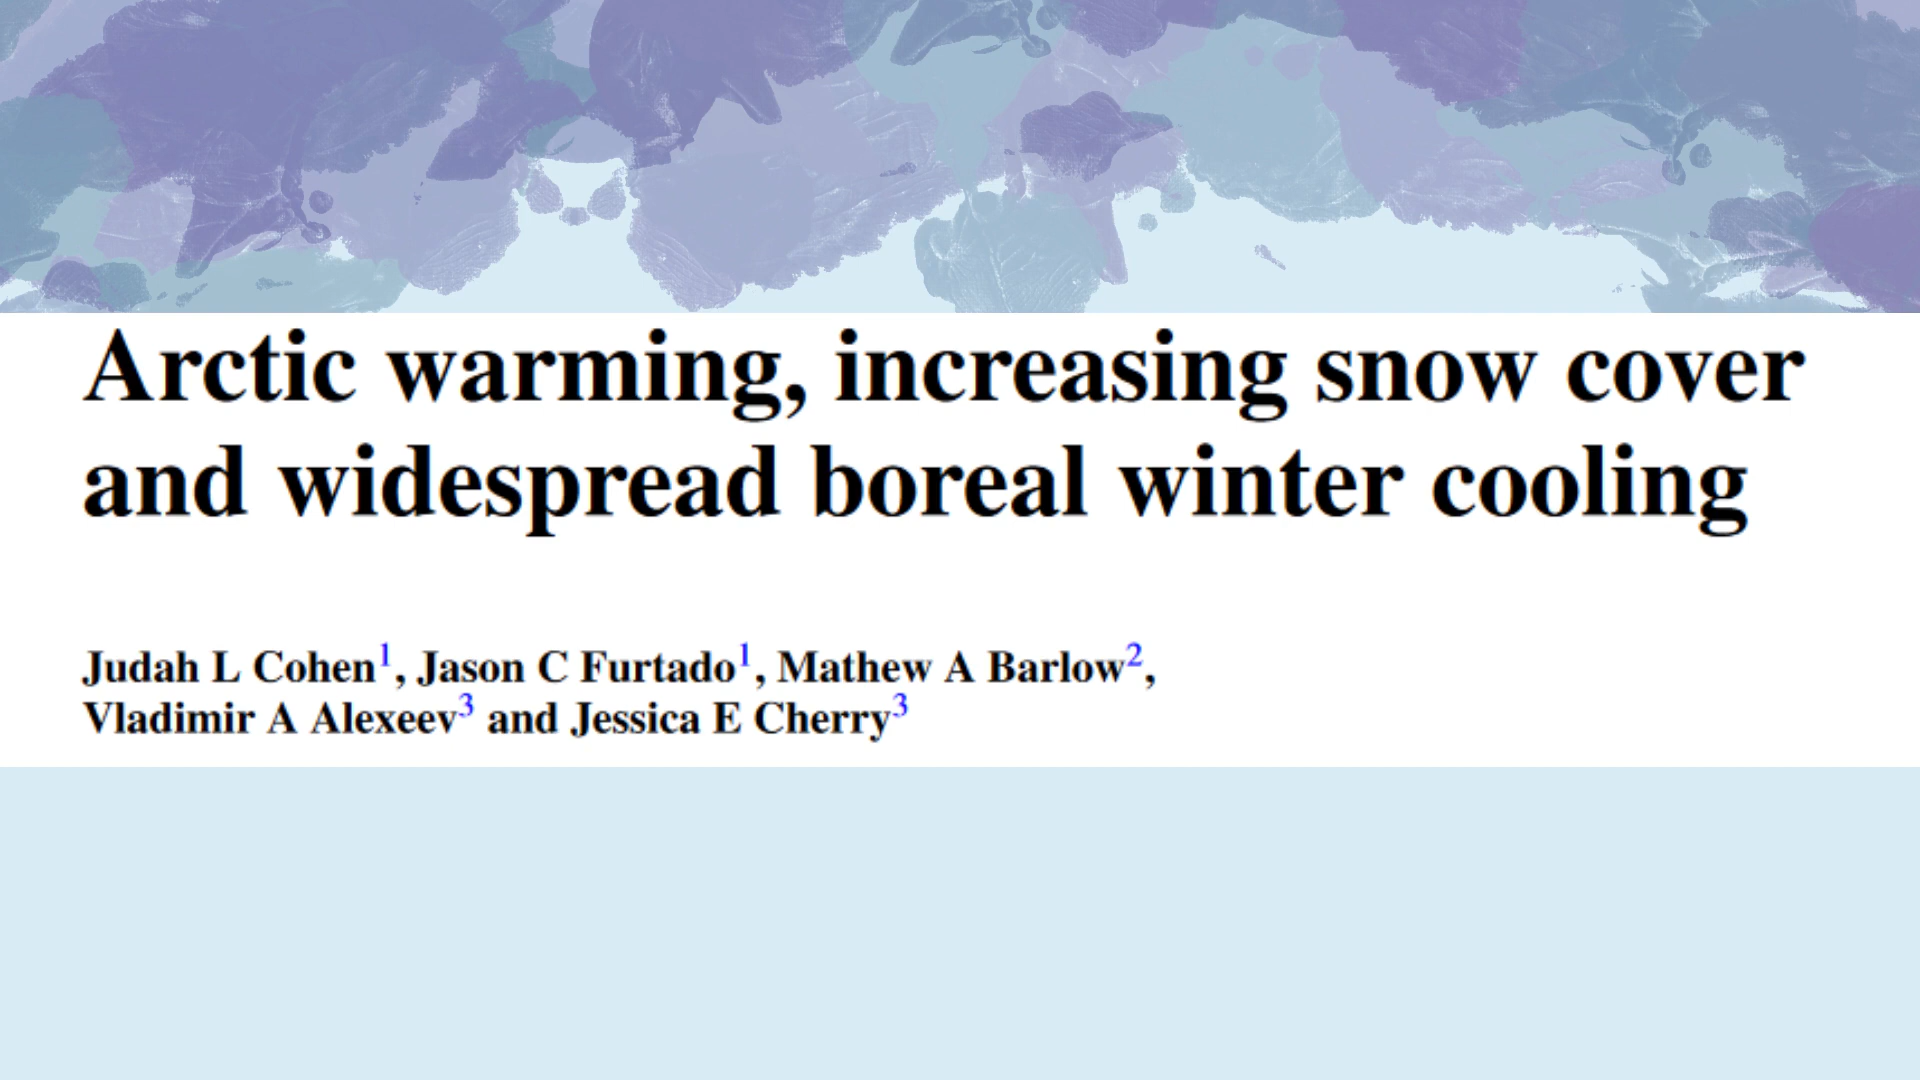 Arctic warming, increasing snow cover
and widespread boreal winter cooling
Judah L Cohen1, Jason C Furtado1, Mathew A Barlow2,
Vladimir A Alexeev3 and Jessica E Cherry3